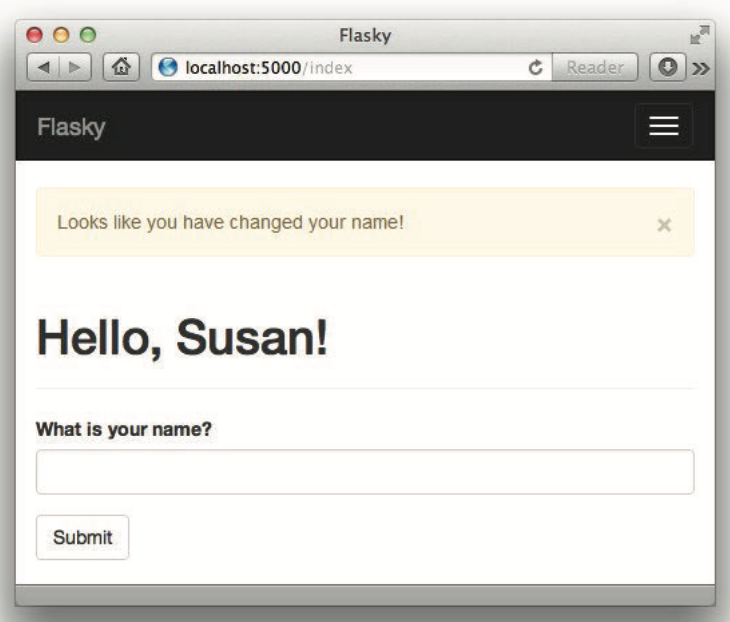 Flasky
localhost:5000/index
Reader
Flasky
Looks like you have changed your name!
×
Hello, Susan!
What is your name?
Submit